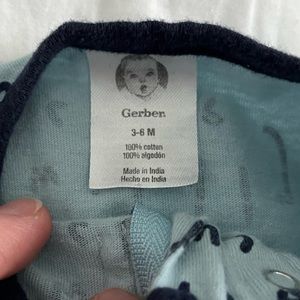 Gerber.
3-6 M
100% cotton
100% algodón
Made in India
Hecho en India